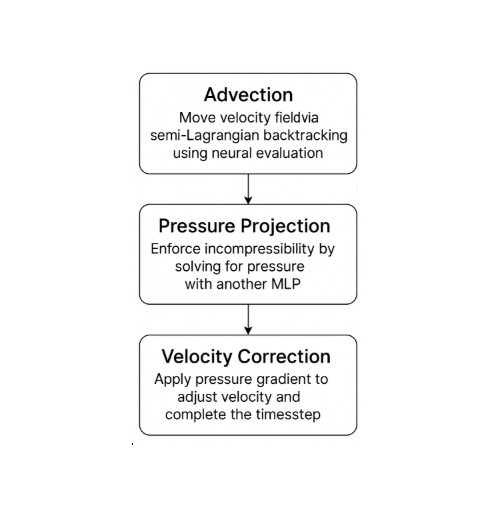 Advection
Move velocity fieldvia
semi-Lagrangian backtracking
using neural evaluation
Pressure Projection
Enforce incompressibility by
solving for pressure
with another MLP
Velocity Correction
Apply pressure gradient to
adjust velocity and
complete the timesstep